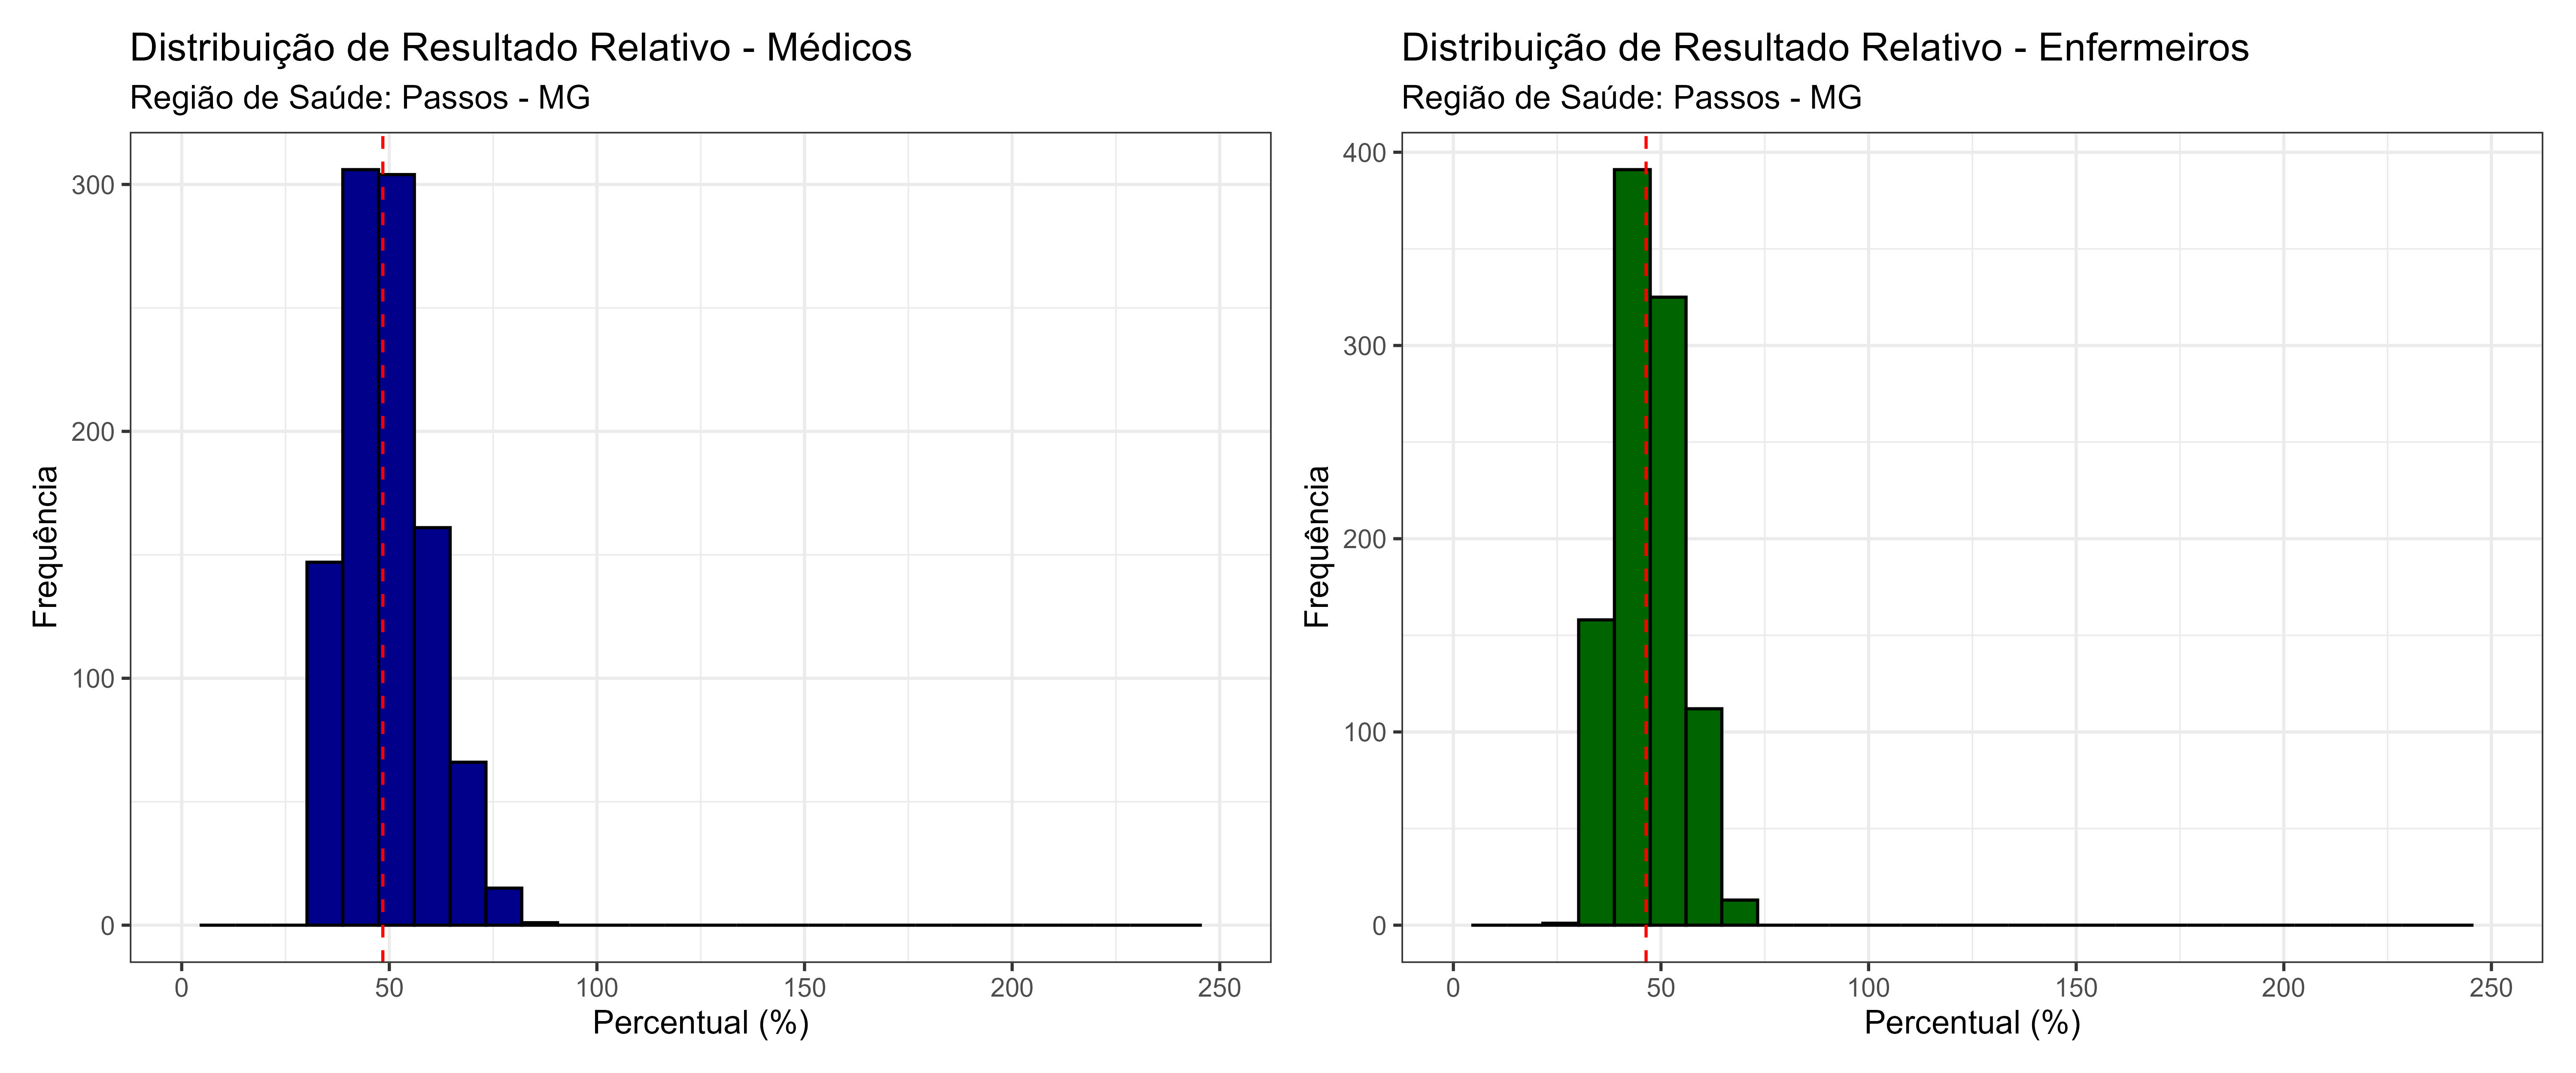 Distribuição de Resultado Relativo - Médicos
Região de Saúde: Passos - MG
300
200
100
0
Frequência
0 50 100 150 200 250
Percentual (%)
Distribuição de Resultado Relativo - Enfermeiros
Região de Saúde: Passos - MG
400
300
200
100
0
Frequência
0 50 100 150 200 250
Percentual (%)